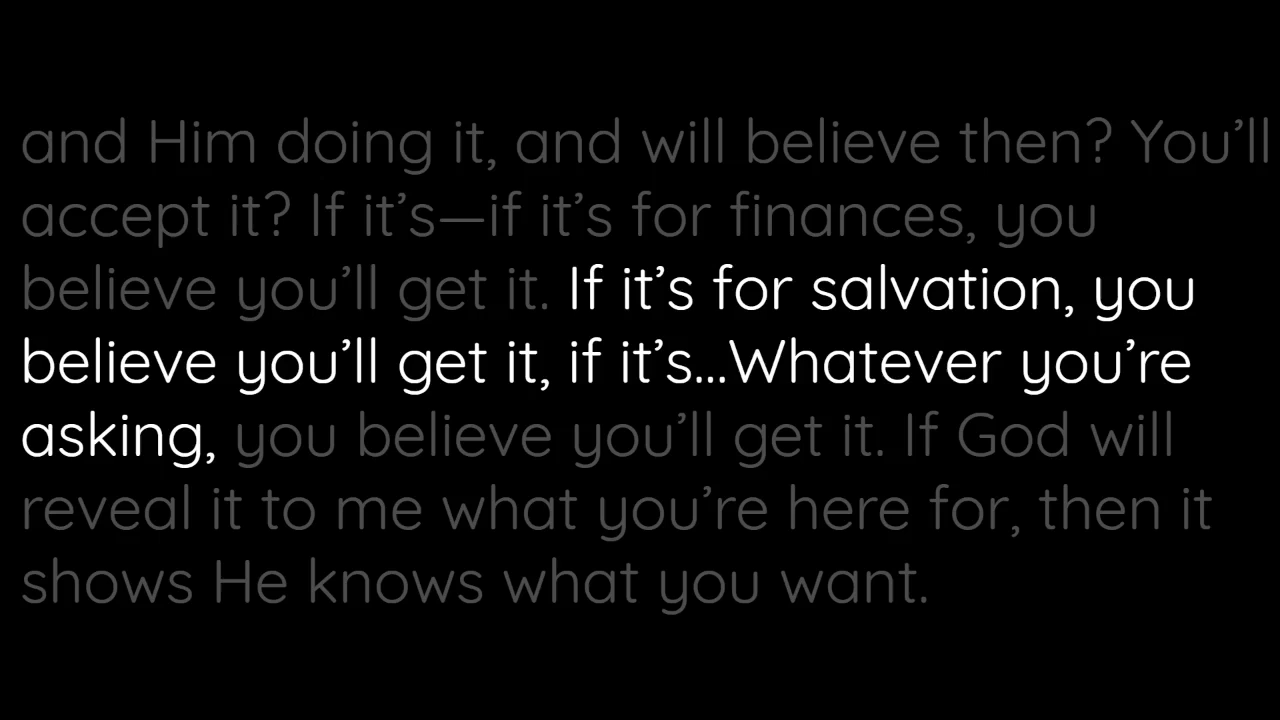 and Him doing it, and will believe then? You’ll
accept it? If it’s—if it’s for finances, you
believe you’ll get it. If it’s for salvation, you
believe you’ll get it, if it’s...Whatever you’re
asking, you believe you’ll get it. If God will
reveal it to me what you’re here for, then it
shows He knows what you want.